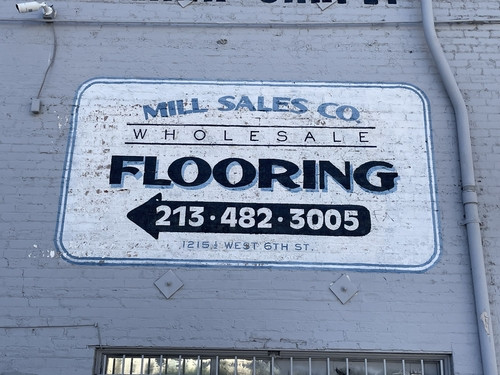 MILL SALES CO
WHOLESALE
FLOORING
213·482·3005
1215 WEST 6TH ST.